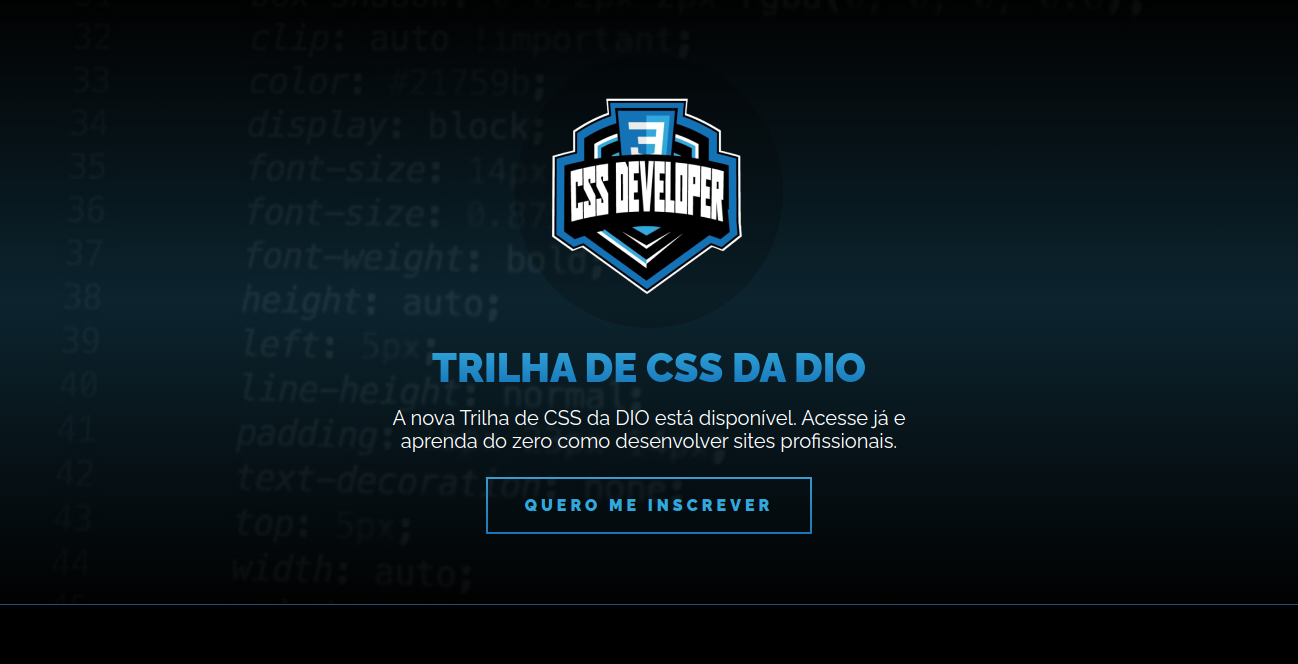 32 clip: auto !important;
33 color: #21759b;
34 display: block;
35 font-size: 14px
36 font-size: 0.87
37 font-weight: bold;
38 height: auto;
39 left: 5px;
40 line-height: normal;
41 padding:
42 text-decoration: none;
43 top: 5px;
44 width: auto;
3
CSS DEVELOPER
TRILHA DE CSS DA DIO
A nova Trilha de CSS da DIO está disponível. Acesse já e
aprenda do zero como desenvolver sites profissionais.
QUERO ME INSCREVER